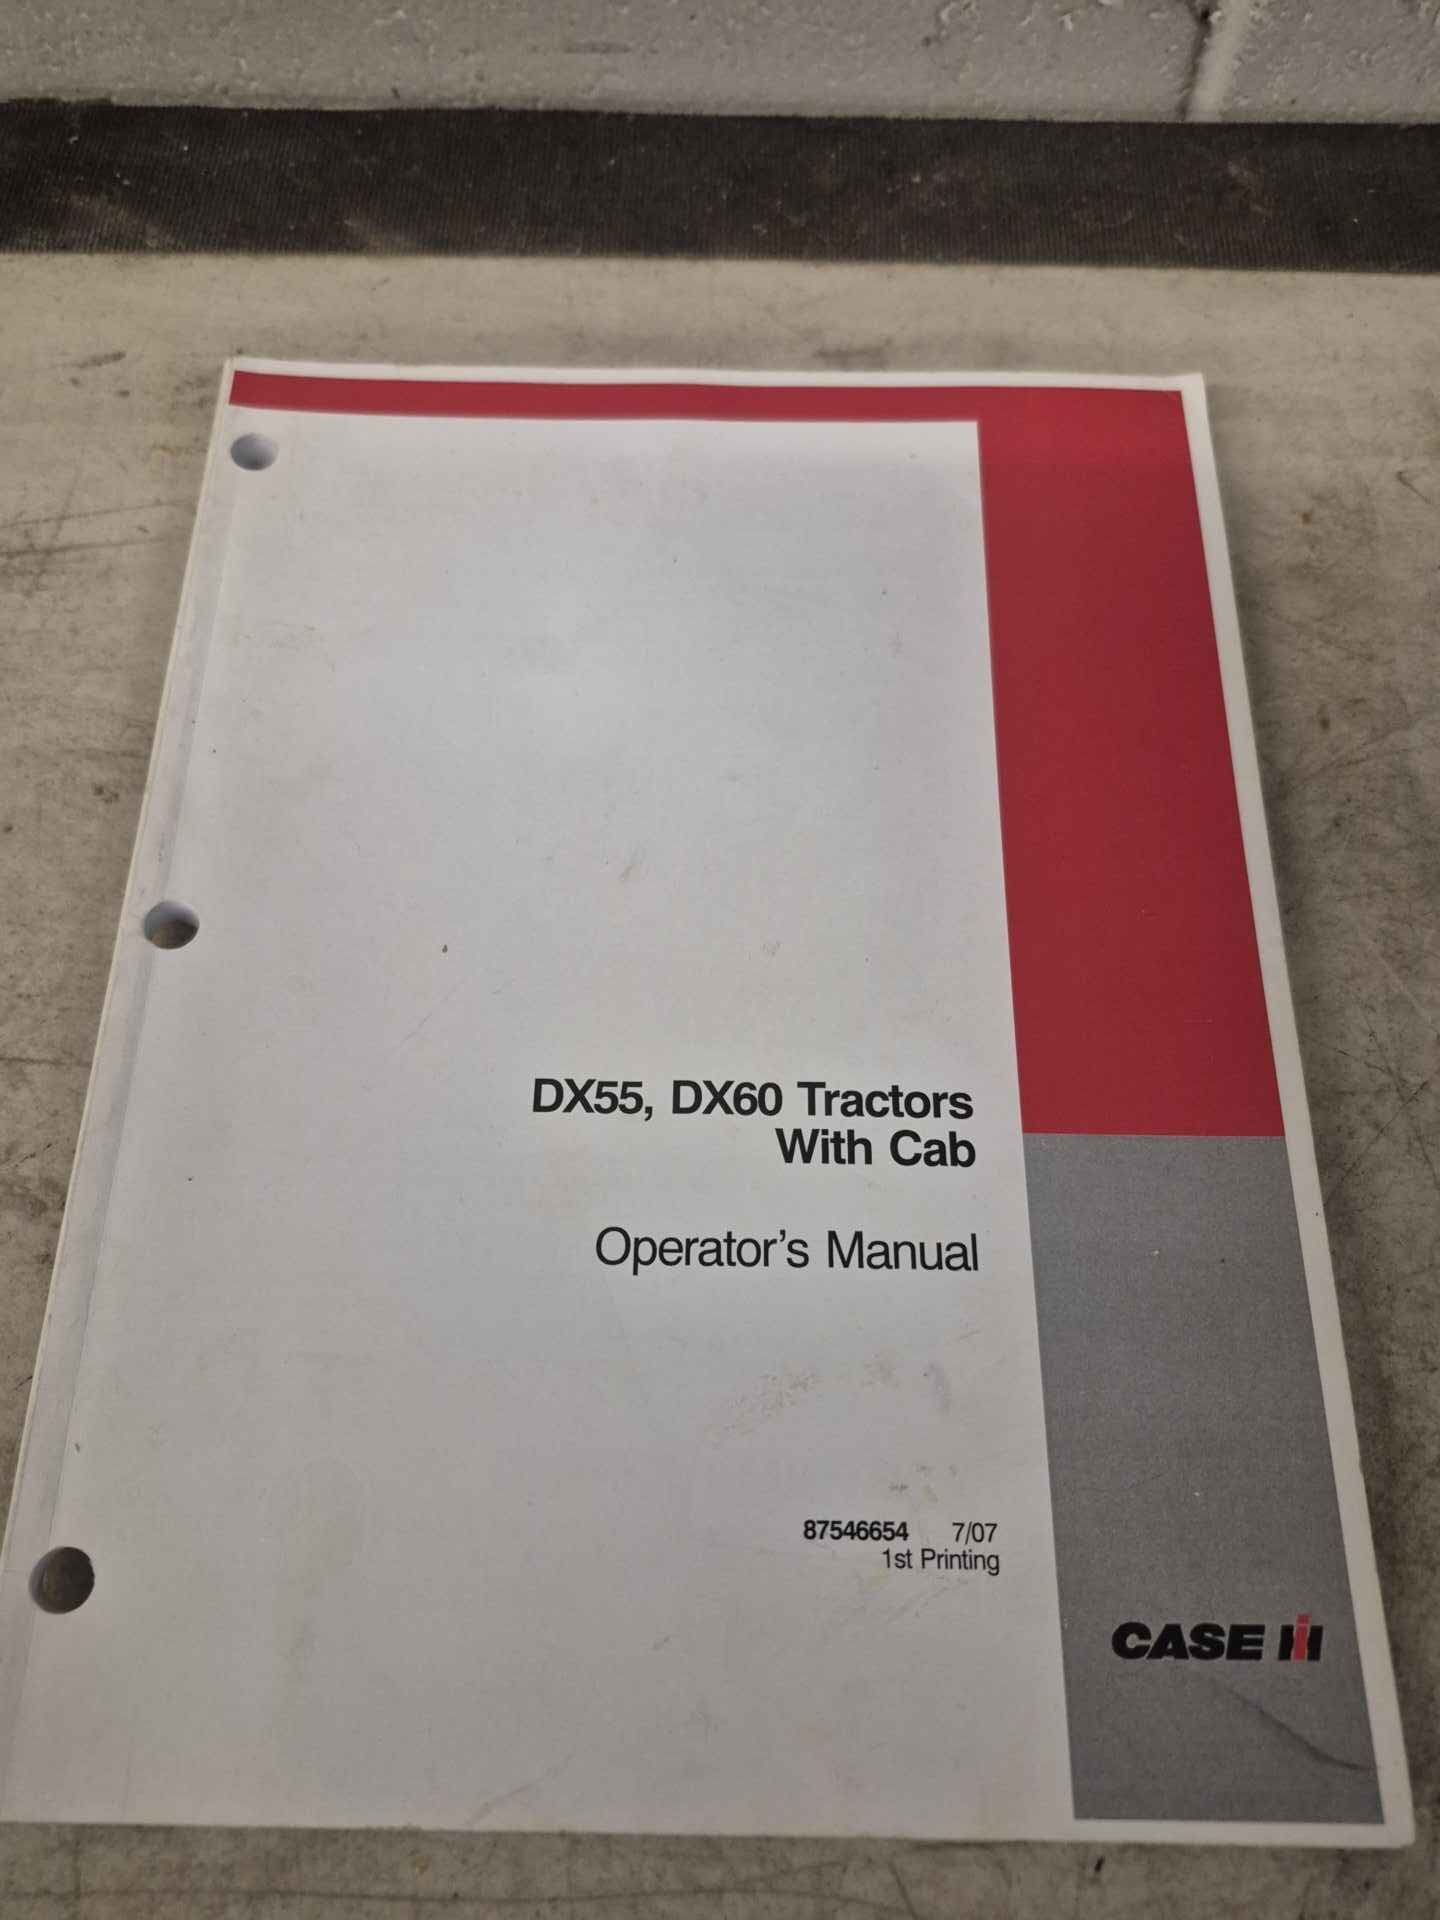 DX55, DX60 Tractors
With Cab
Operator's Manual
87546654 7/07
1st Printing
CASE IH